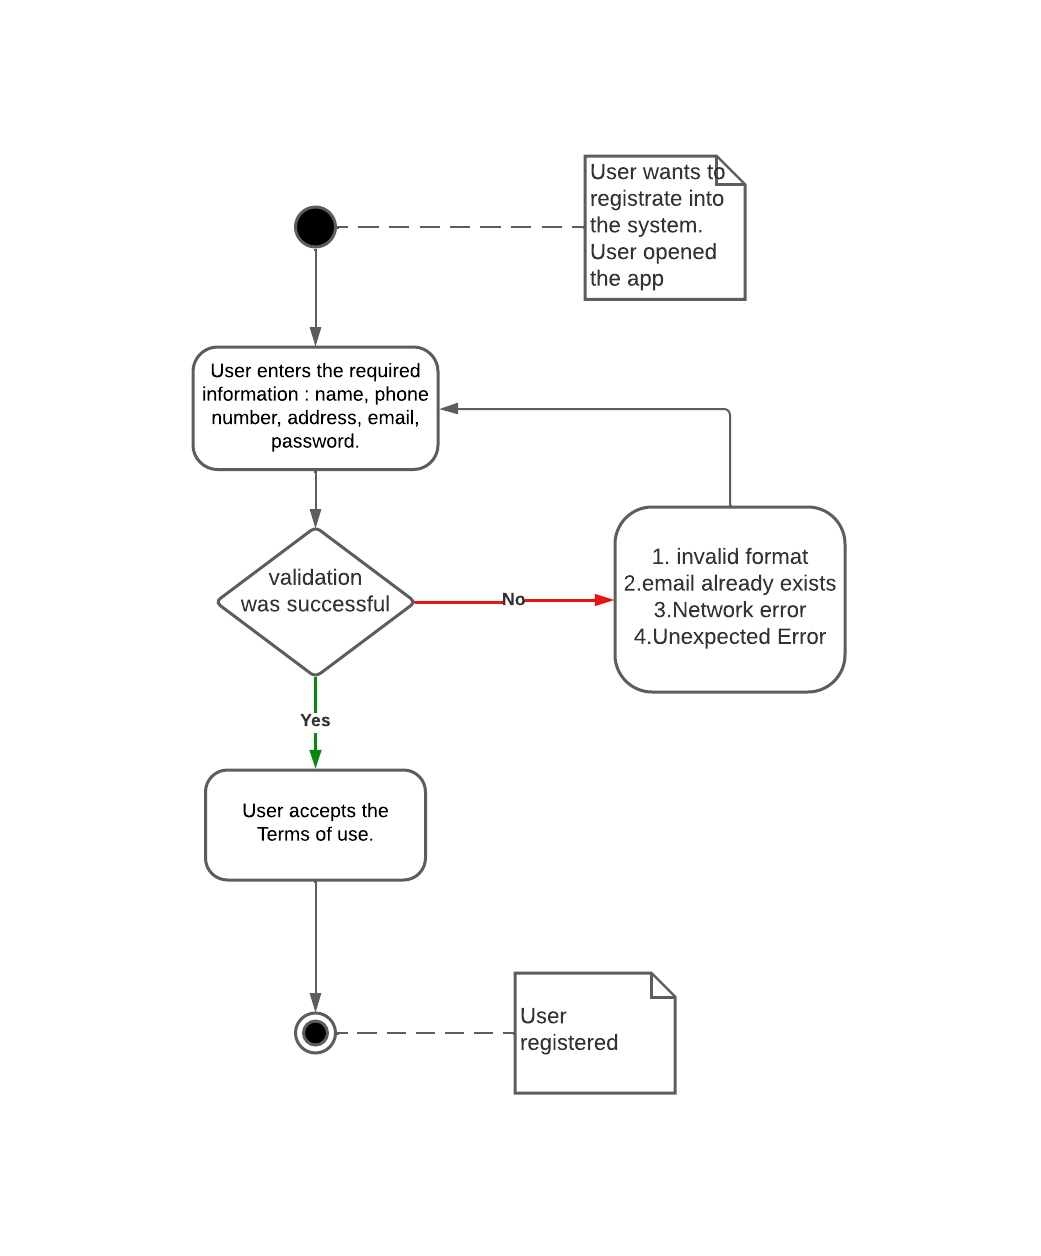 User wants to
registrate into
the system.
User opened
the app
User enters the required
information : name, phone
number, address, email,
password.
validation
was successful
No
1. invalid format
2.email already exists
3.Network error
4.Unexpected Error
Yes
User accepts the
Terms of use.
User
registered